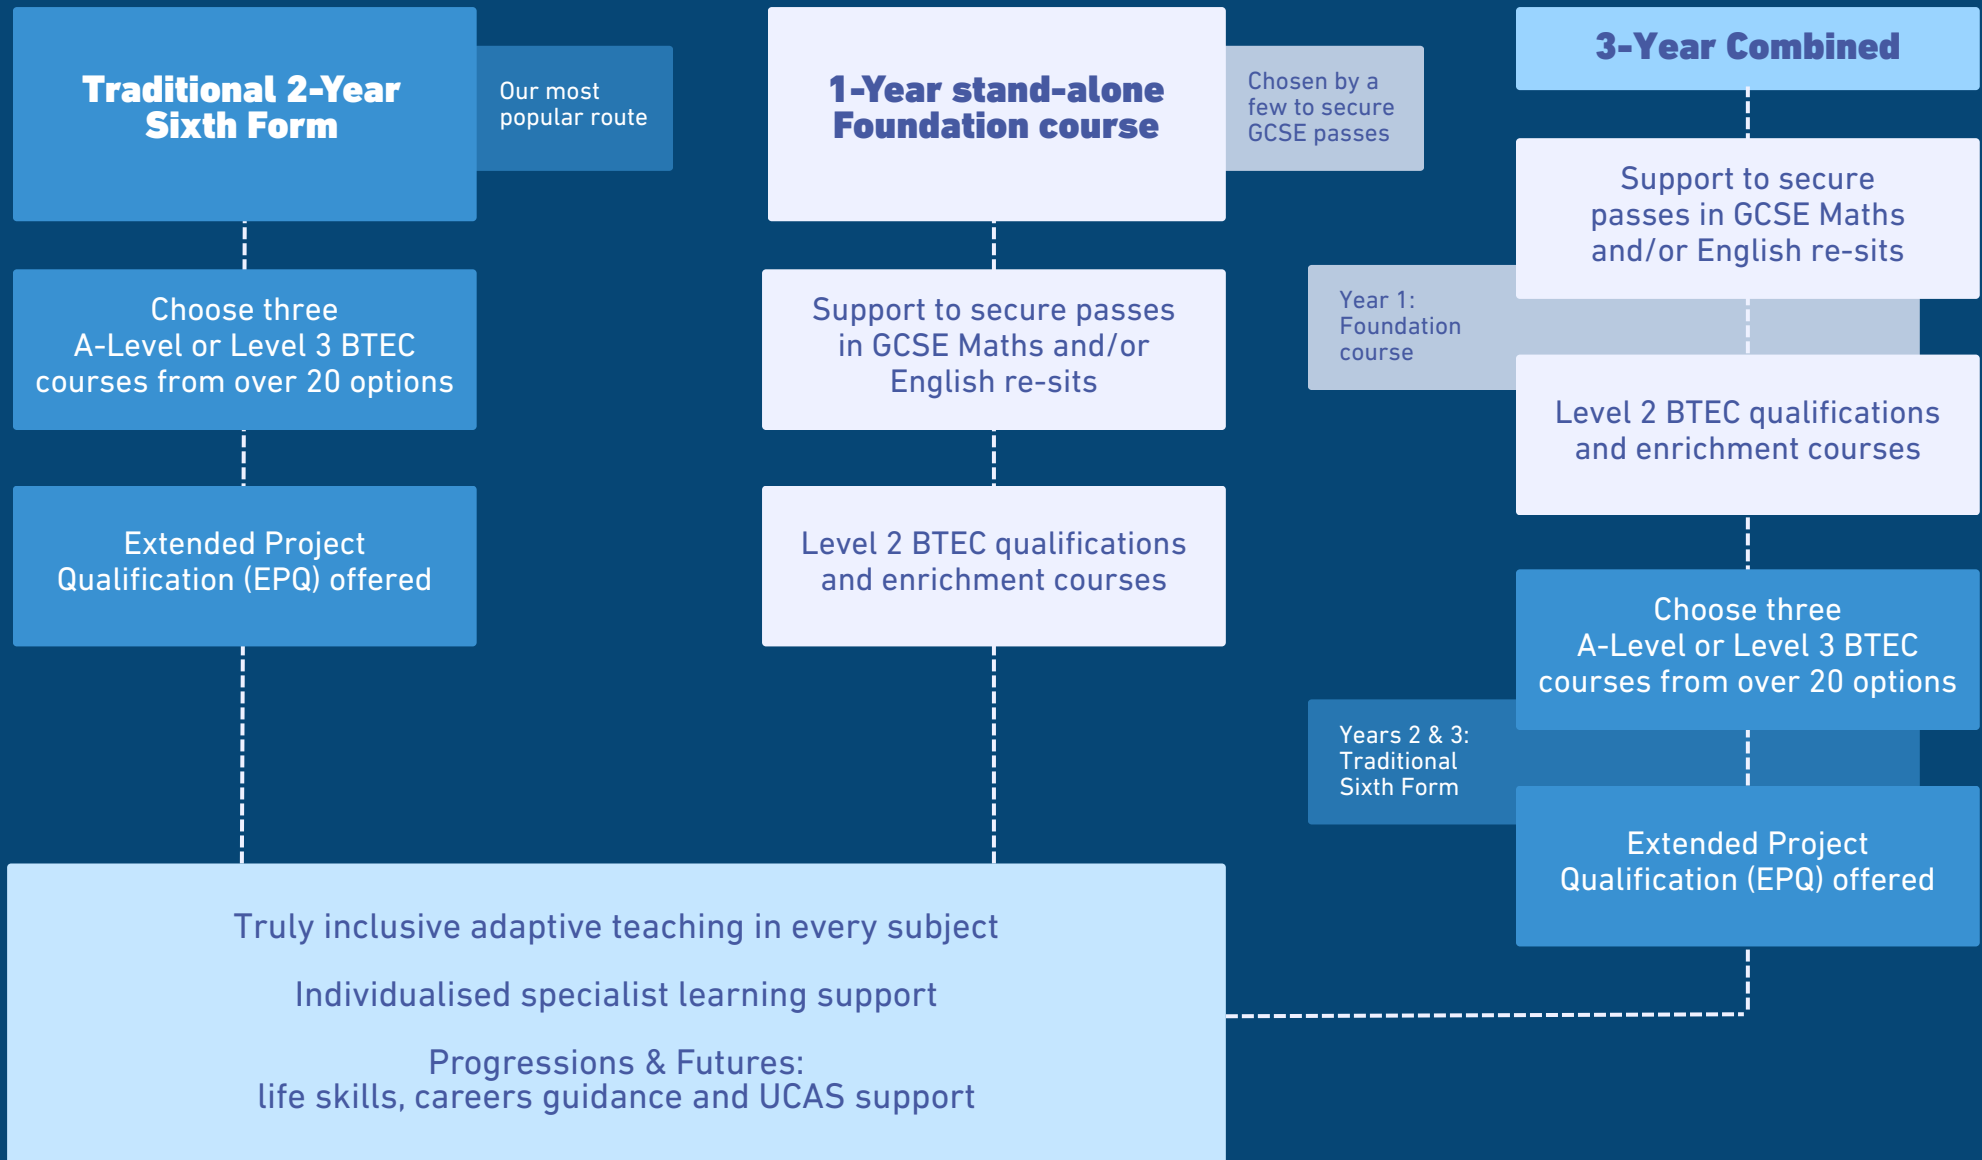 Traditional 2-Year
Sixth Form
Our most
popular route
Choose three
A-Level or Level 3 BTEC
courses from over 20 options
Extended Project
Qualification (EPQ) offered
1-Year stand-alone
Foundation course
Chosen by a
few to secure
GCSE passes
Support to secure passes
in GCSE Maths and/or
English re-sits
Level 2 BTEC qualifications
and enrichment courses
3-Year Combined
Support to secure
passes in GCSE Maths
and/or English re-sits
Year 1:
Foundation
course
Level 2 BTEC qualifications
and enrichment courses
Choose three
A-Level or Level 3 BTEC
courses from over 20 options
Years 2 & 3:
Traditional
Sixth Form
Extended Project
Qualification (EPQ) offered
Truly inclusive adaptive teaching in every subject
Individualised specialist learning support
Progressions & Futures:
life skills, careers guidance and UCAS support